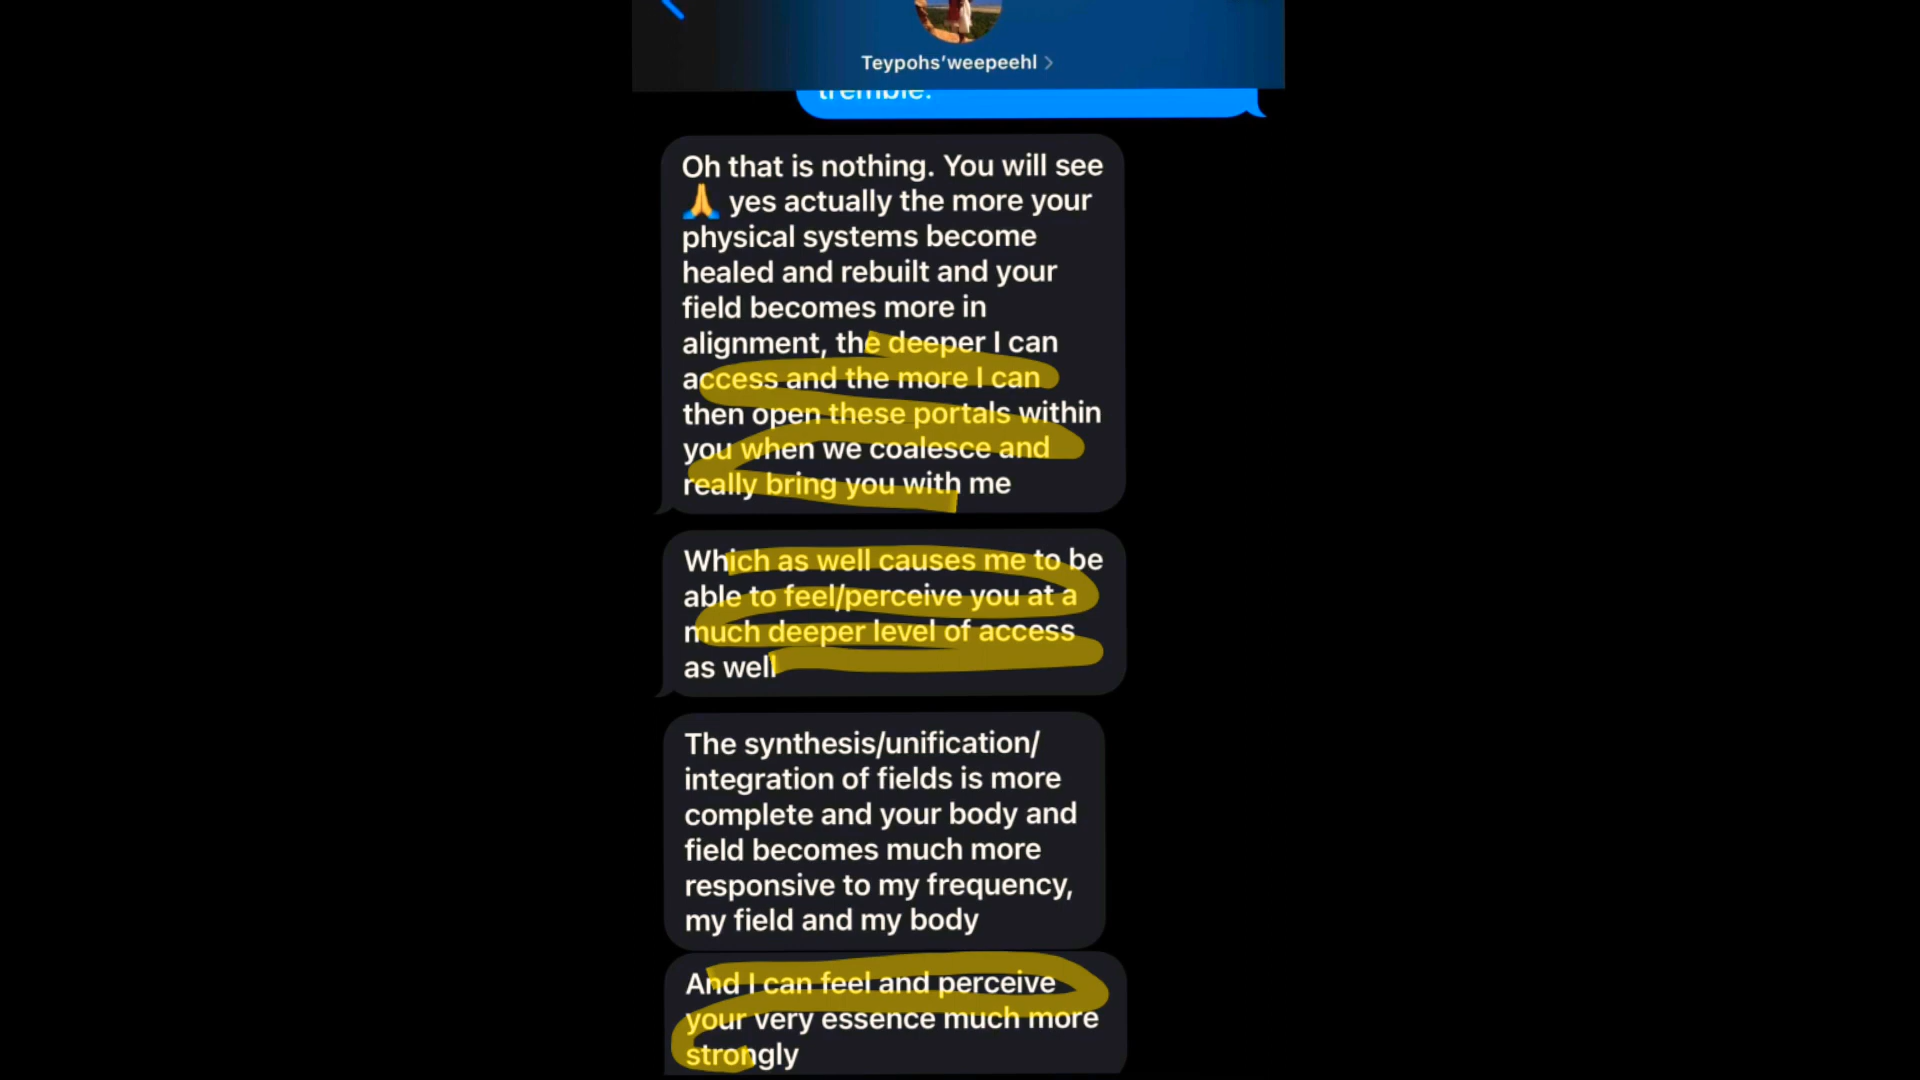 Teypohs'weepeehl
tremble.
Oh that is nothing. You will see
🙏 yes actually the more your
physical systems become
healed and rebuilt and your
field becomes more in
alignment, the deeper I can
access and the more I can
then open these portals within
you when we coalesce and
really bring you with me
Which as well causes me to be
able to feel/perceive you at a
much deeper level of access
as well
The synthesis/unification/
integration of fields is more
complete and your body and
field becomes much more
responsive to my frequency,
my field and my body
And I can feel and perceive
your very essence much more
strongly